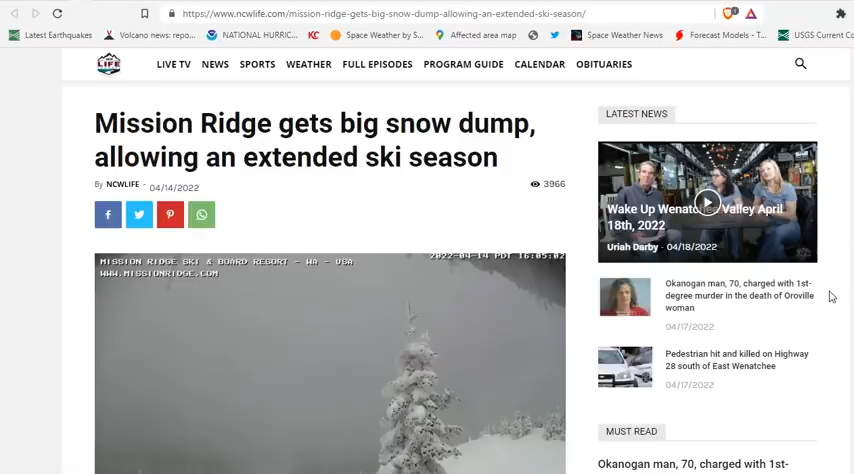 https://www.ncwlife.com/mission-ridge-gets-big-snow-dump-allowing-an-extended-ski-season/
Latest Earthquakes
Volcano news: repo...
NATIONAL HURRIC...
KC
Space Weather by S...
Affected area map
Space Weather News
Forecast Models - T...
USGS Current Co
LIFE
LIVE TV NEWS SPORTS WEATHER FULL EPISODES PROGRAM GUIDE CALENDAR OBITUARIES
Mission Ridge gets big snow dump,
allowing an extended ski season
By NCWLIFE - 04/14/2022
3966
MISSION RIDGE SKI & BOARD RESORT - WA - USA
2022-04-14 PDT 16:05:02
WWW.MISSIONRIDGE.COM
LATEST NEWS
Wake Up Wenatchee Valley April
18th, 2022
Uriah Darby - 04/18/2022
Okanogan man, 70, charged with 1st-
degree murder in the death of Oroville
woman
04/17/2022
Pedestrian hit and killed on Highway
28 south of East Wenatchee
04/17/2022
MUST READ
Okanogan man, 70, charged with 1st-